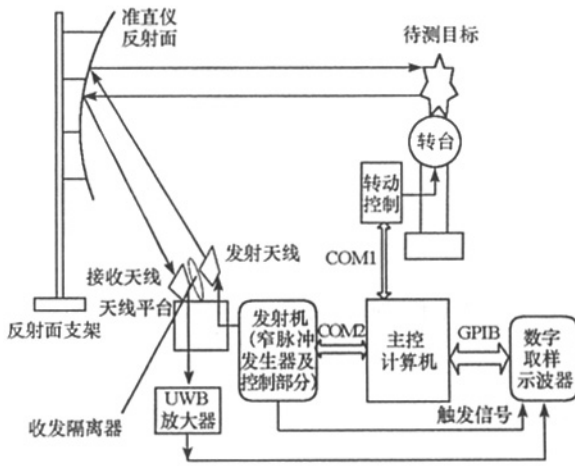 准直仪
反射面
待测目标
转台
转动
控制
COM1
发射天线
接收天线
天线平台
反射面支架
发射机
(窄脉冲
发生器及
控制部分)
COM2
主控
计算机
GPIB
数字
取样
示波器
UWB
放大器
触发信号
收发隔离器